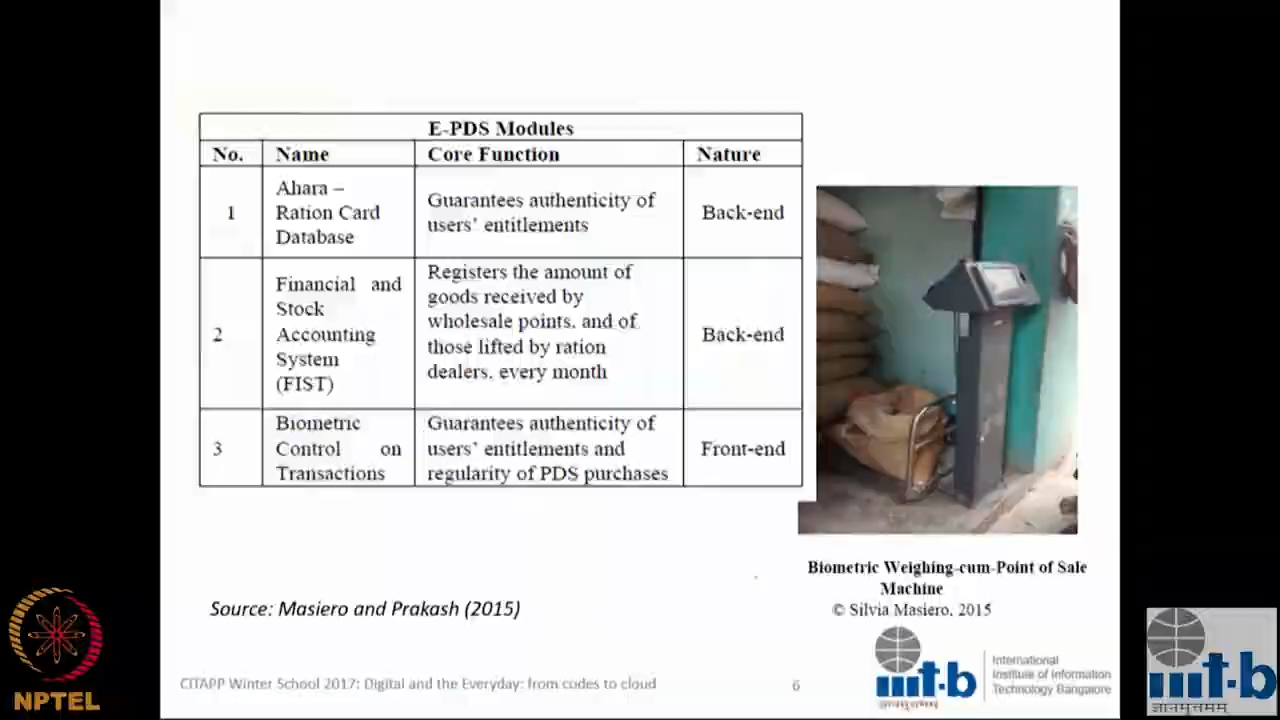 E-PDS Modules
No. Name Core Function Nature
1 Ahara –
Ration Card
Database
Guarantees authenticity of
users' entitlements
Back-end
2 Financial and
Stock
Accounting
System
(FIST)
Registers the amount of
goods received by
wholesale points, and of
those lifted by ration
dealers, every month
Back-end
3 Biometric
Control on
Transactions
Guarantees authenticity of
users' entitlements and
regularity of PDS purchases
Front-end
Biometric Weighing-cum-Point of Sale
Machine
© Silvia Masiero, 2015
Source: Masiero and Prakash (2015)
CITAPP Winter School 2017: Digital and the Everyday: from codes to cloud
6
iiit-b
International
Institute of Information
Technology Bangalore
NPTEL
iiit-b
ज्ञानमुत्तमम्